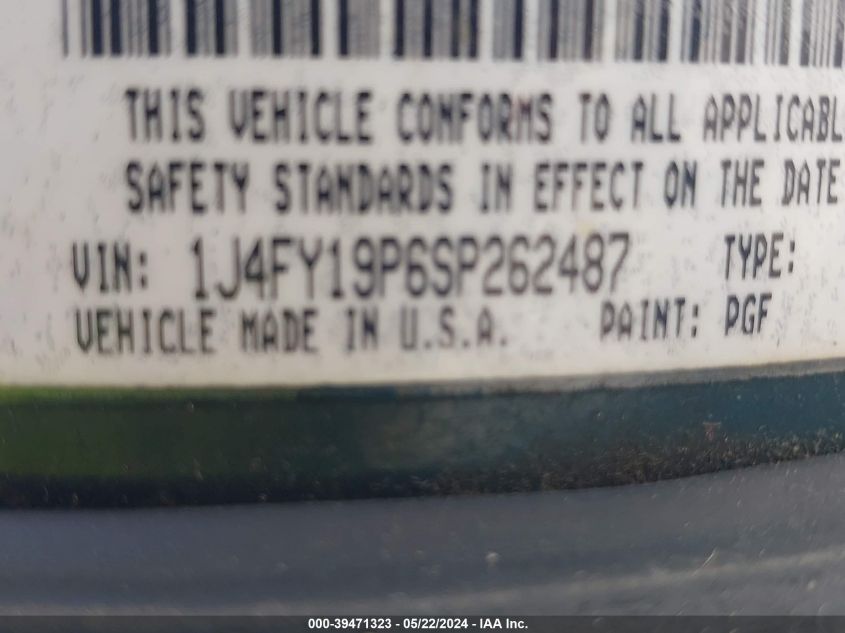 THIS VEHICLE CONFORMS TO ALL APPLICABL
SAFETY STANDARDS IN EFFECT ON THE DATE
VIN: 1J4FY19P6SP262487 TYPE:
VEHICLE MADE IN U.S.A. PAINT: PGF
000-39471323 - 05/22/2024 - IAA Inc.